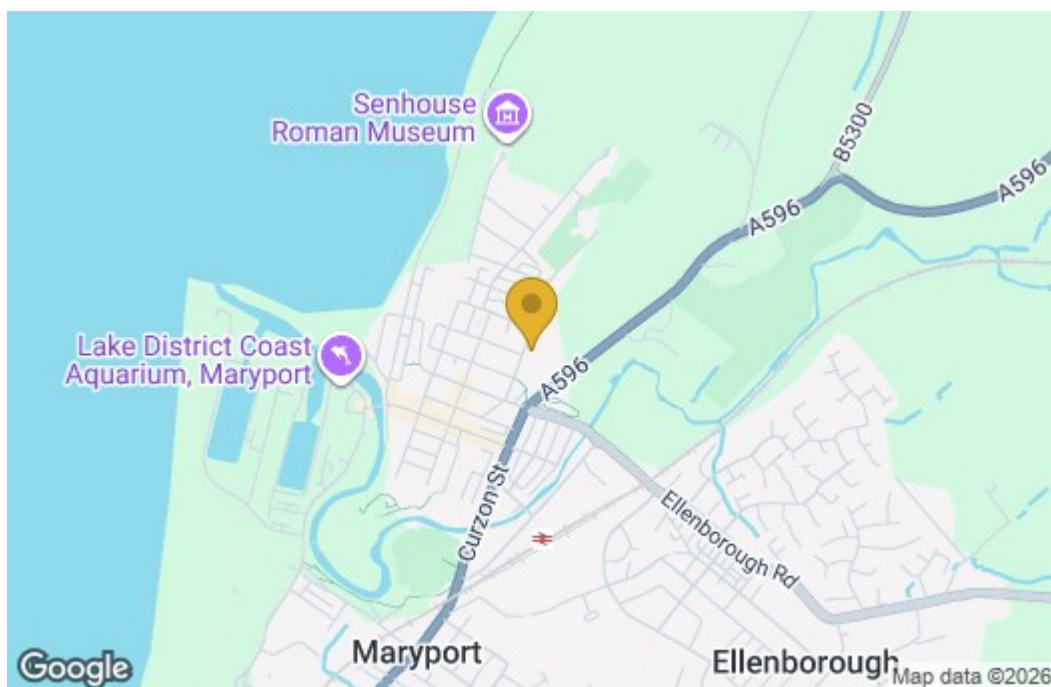 Senhouse
Roman Museum
B5300
A596
A596
Lake District Coast
Aquarium, Maryport
A596
Curzon St
Ellenborough Rd
Maryport
Ellenborough
Google
Map data ©2026